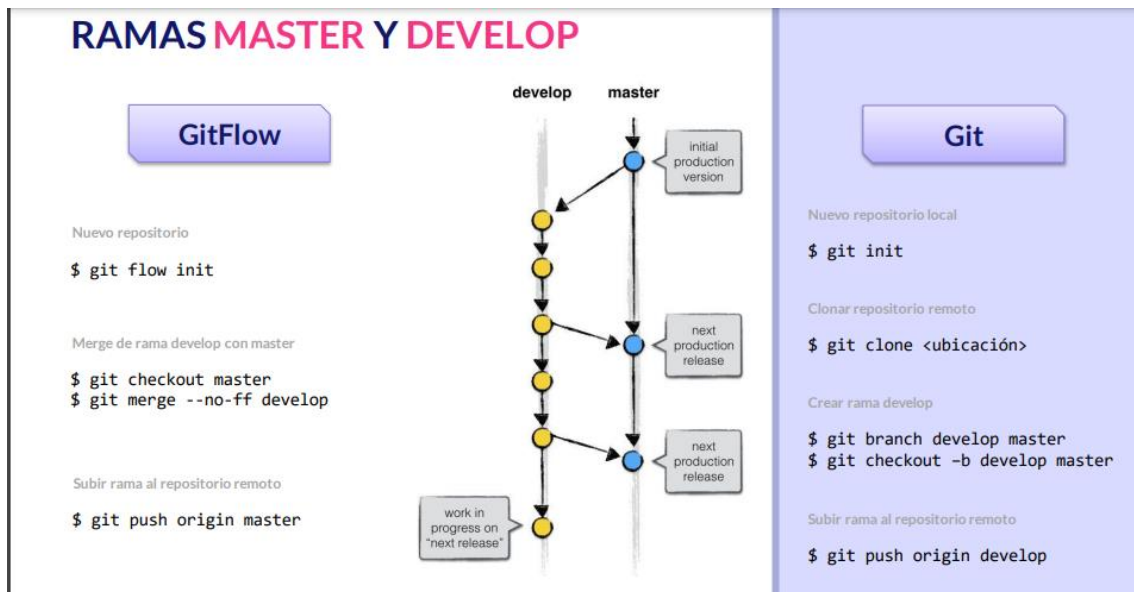 RAMAS MASTER Y DEVELOP
GitFlow
Nuevo repositorio
$ git flow init
Merge de rama develop con master
$ git checkout master
$ git merge --no-ff develop
Subir rama al repositorio remoto
$ git push origin master
develop
master
initial
production
version
next
production
release
next
production
release
work in
progress on
"next release"
Git
Nuevo repositorio local
$ git init
Clonar repositorio remoto
$ git clone <ubicación>
Crear rama develop
$ git branch develop master
$ git checkout –b develop master
Subir rama al repositorio remoto
$ git push origin develop